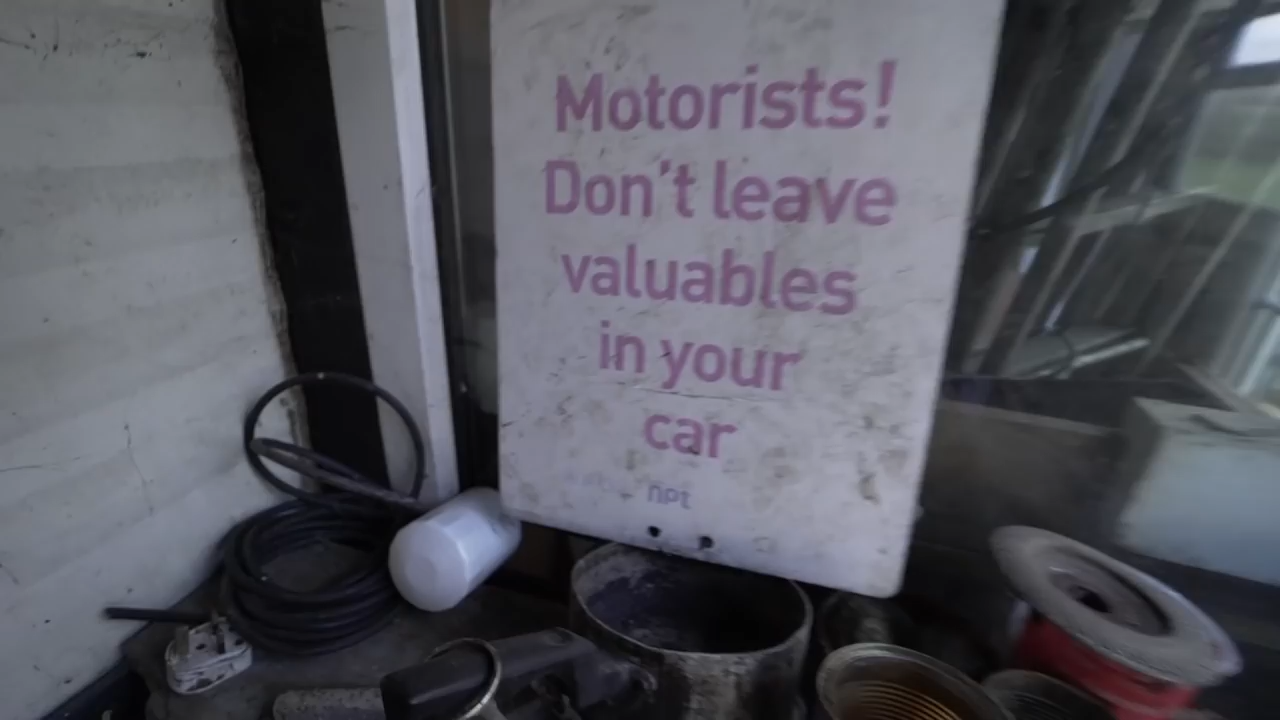 Motorists!
Don't leave
valuables
in your
car
npt